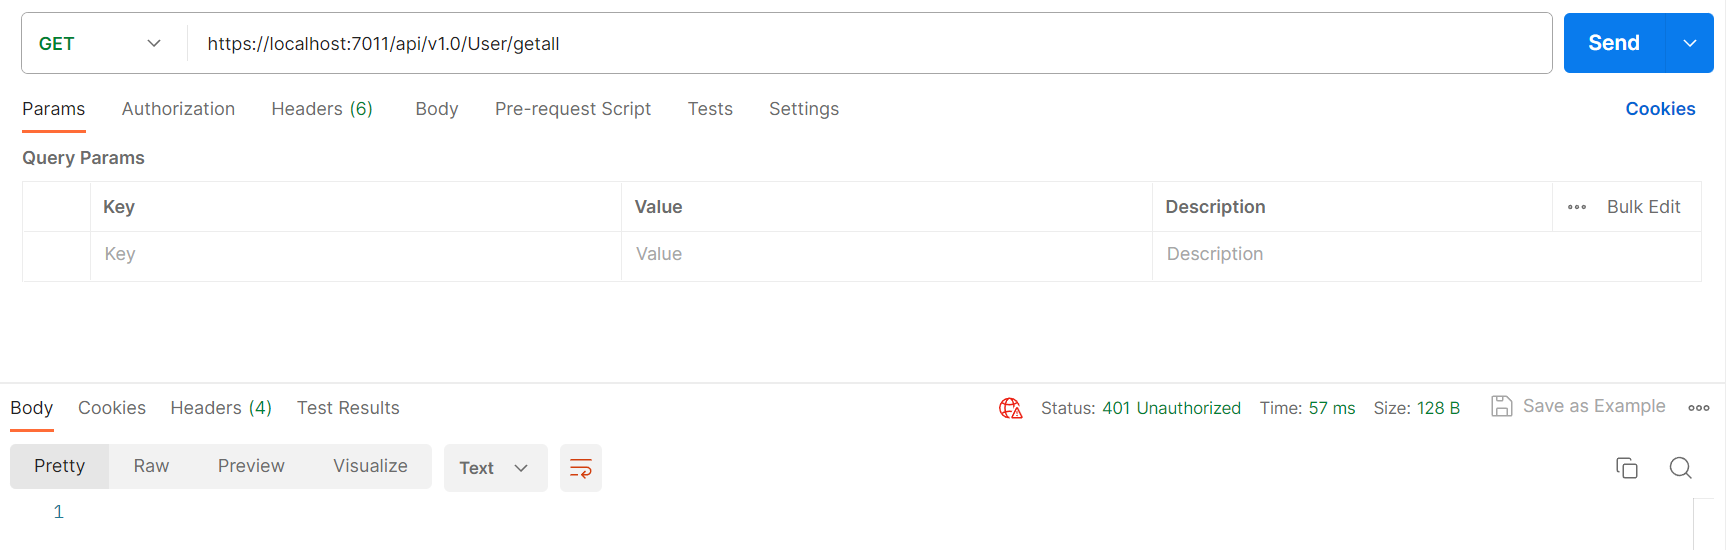 GET https://localhost:7011/api/v1.0/User/getall Send
Params Authorization Headers (6) Body Pre-request Script Tests Settings Cookies
Query Params
Key Value Description Bulk Edit
Key Value Description
Body Cookies Headers (4) Test Results Status: 401 Unauthorized Time: 57 ms Size: 128 B Save as Example
Pretty Raw Preview Visualize Text
1